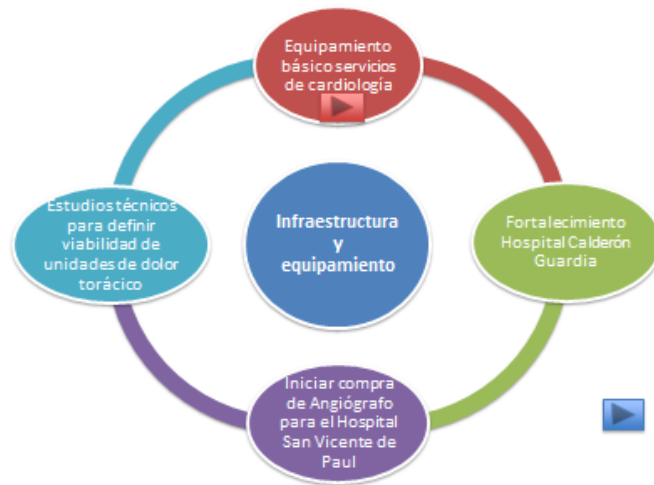 Equipamiento
básico servicios
de cardiología
Estudios técnicos
para definir
viabilidad de
unidades de dolor
torácico
Infraestructura
y
equipamiento
Fortalecimiento
Hospital Calderón
Guardia
Iniciar compra
de Angiógrafo
para el Hospital
San Vicente de
Paul